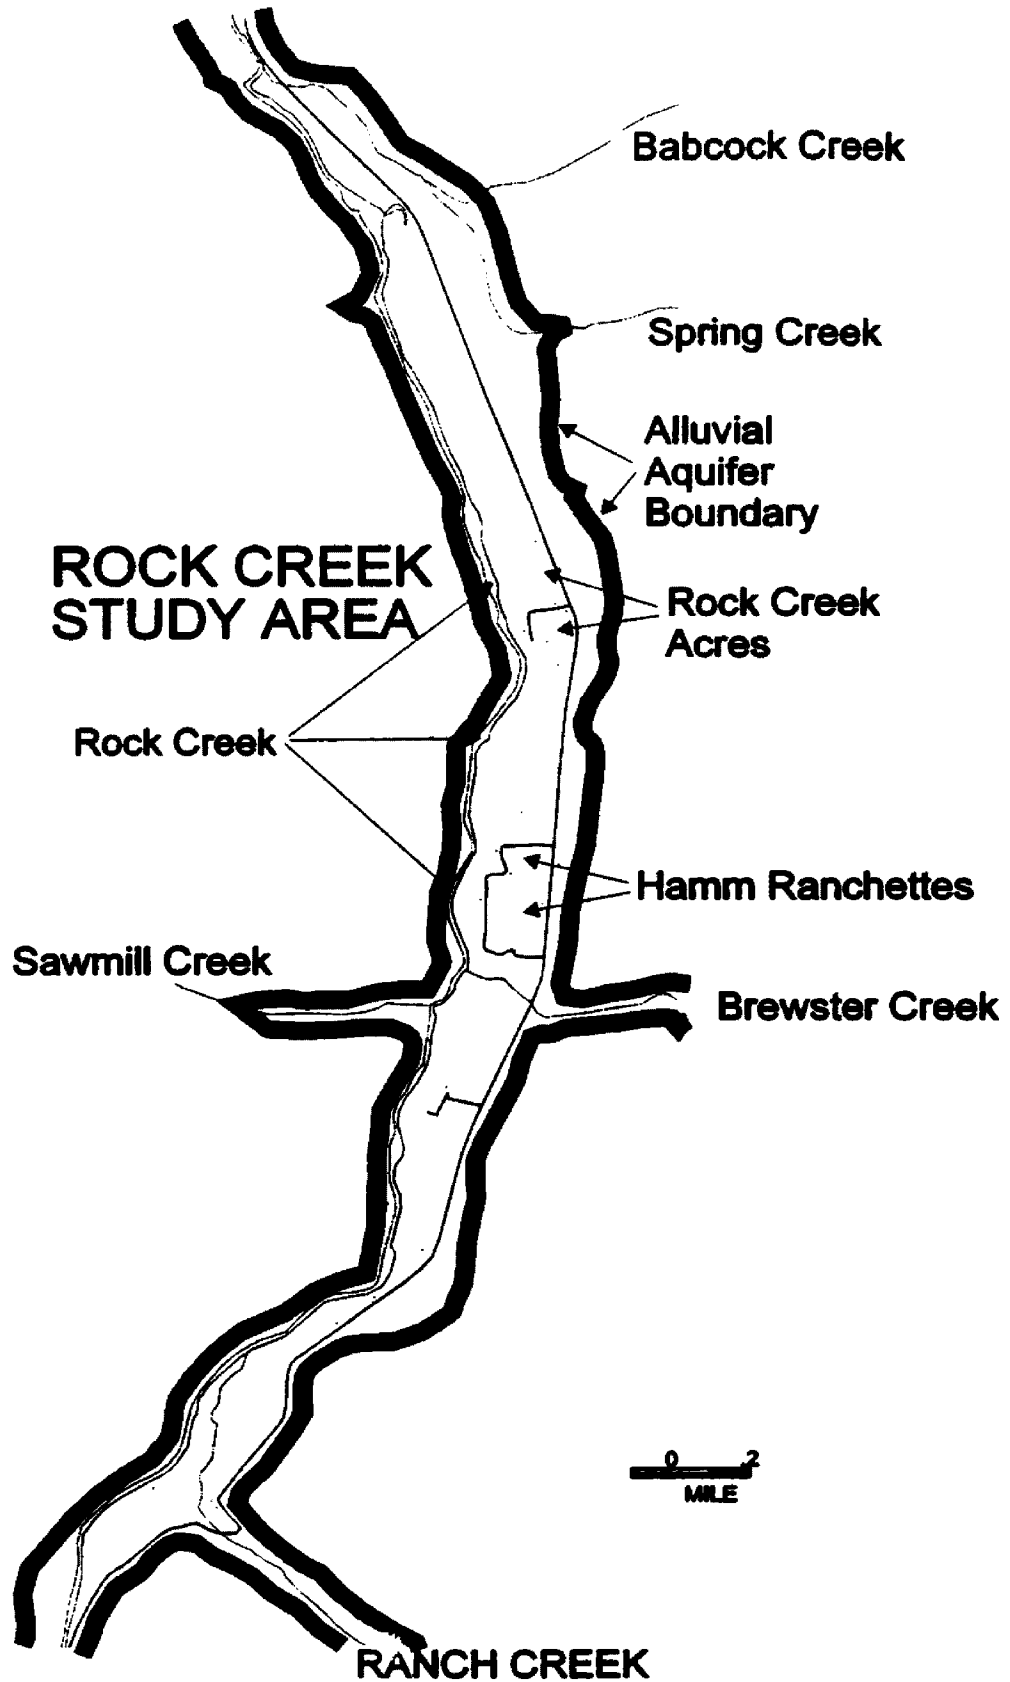 Babcock Creek
Spring Creek
Alluvial
Aquifer
Boundary
ROCK CREEK
STUDY AREA
Rock Creek
Acres
Rock Creek
Hamm Ranchettes
Sawmill Creek
Brewster Creek
0 .2
MILE
RANCH CREEK